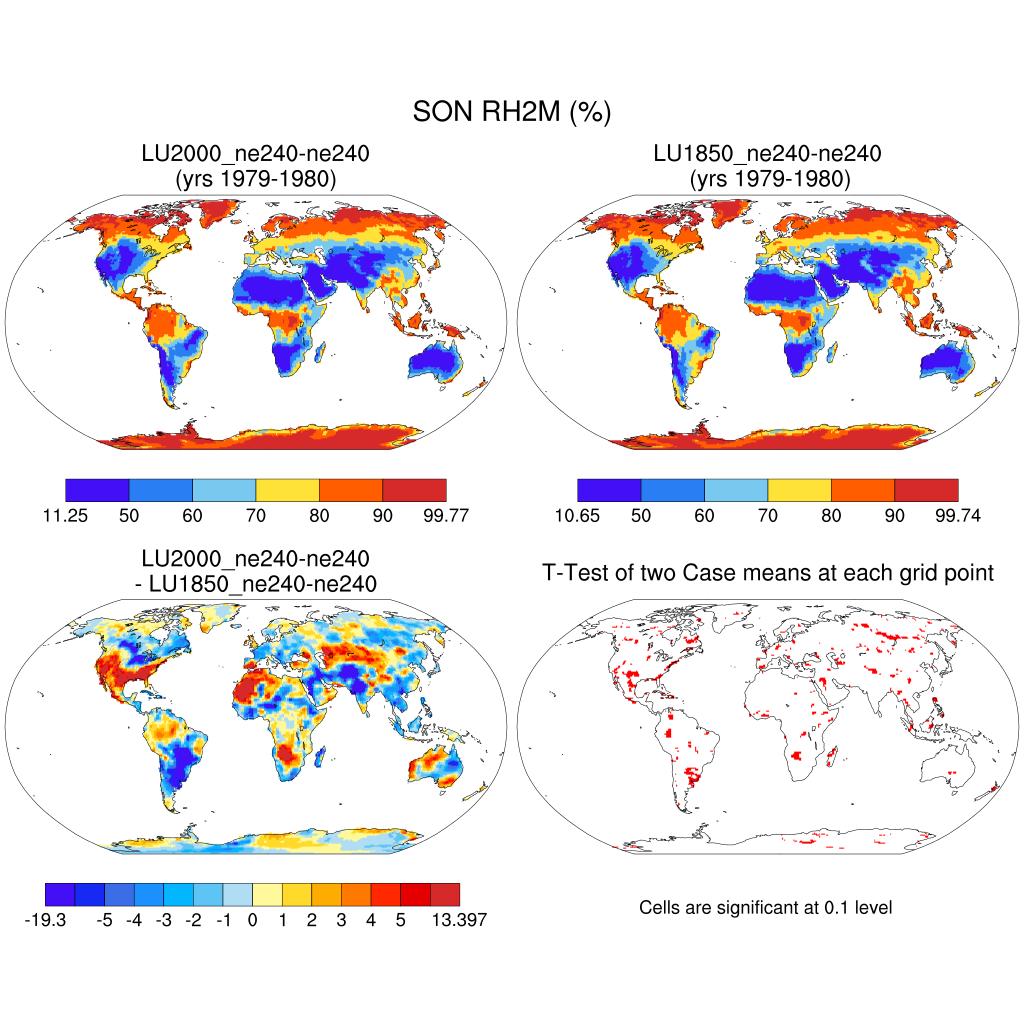 SON RH2M (%)
LU2000_ne240-ne240
(yrs 1979-1980)
LU1850_ne240-ne240
(yrs 1979-1980)
11.25 50 60 70 80 90 99.77
10.65 50 60 70 80 90 99.74
LU2000_ne240-ne240
- LU1850_ne240-ne240
T-Test of two Case means at each grid point
-19.3 -5 -4 -3 -2 -1 0 1 2 3 4 5 13.397
Cells are significant at 0.1 level